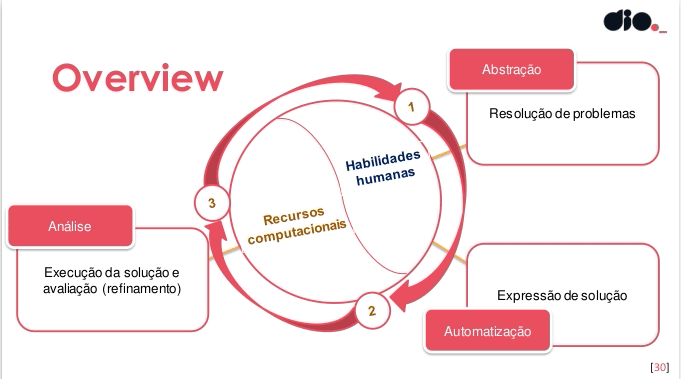 dio._
Overview
Abstração
Resolução de problemas
1
Habilidades
humanas
3
Recursos
computacionais
Análise
Execução da solução e
avaliação (refinamento)
2
Expressão de solução
Automatização
[30]